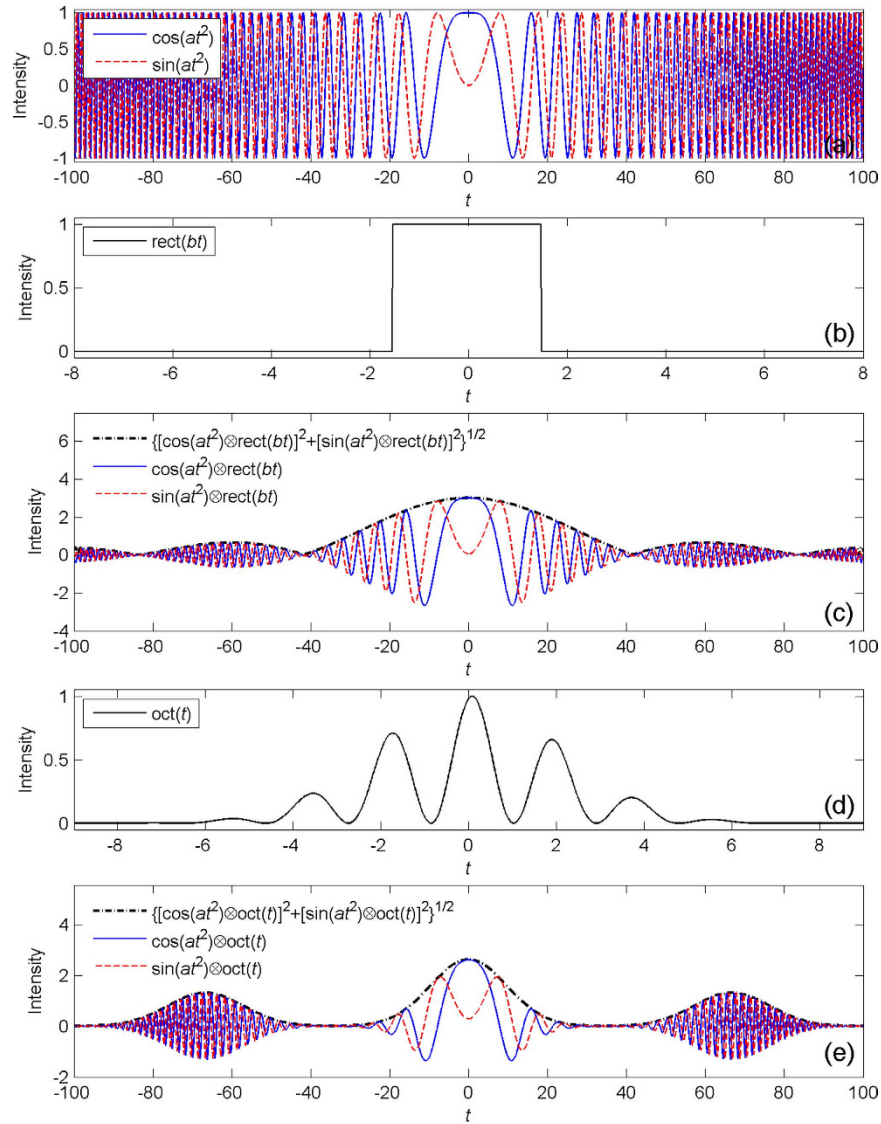 1
0.5
0
-0.5
-1
Intensity
cos(at²)
sin(at²)
(a)
-100 -80 -60 -40 -20 0 20 40 60 80 100
t
1
0.5
0
Intensity
rect(bt)
(b)
-8 -6 -4 -2 0 2 4 6 8
t
6
4
2
0
-2
-4
Intensity
{[cos(at²)⊗rect(bt)]²+[sin(at²)⊗rect(bt)]²}^{1/2}
cos(at²)⊗rect(bt)
sin(at²)⊗rect(bt)
(c)
-100 -80 -60 -40 -20 0 20 40 60 80 100
t
1
0.5
0
Intensity
oct(t)
(d)
-8 -6 -4 -2 0 2 4 6 8
t
4
2
0
-2
Intensity
{[cos(at²)⊗oct(t)]²+[sin(at²)⊗oct(t)]²}^{1/2}
cos(at²)⊗oct(t)
sin(at²)⊗oct(t)
(e)
-100 -80 -60 -40 -20 0 20 40 60 80 100
t